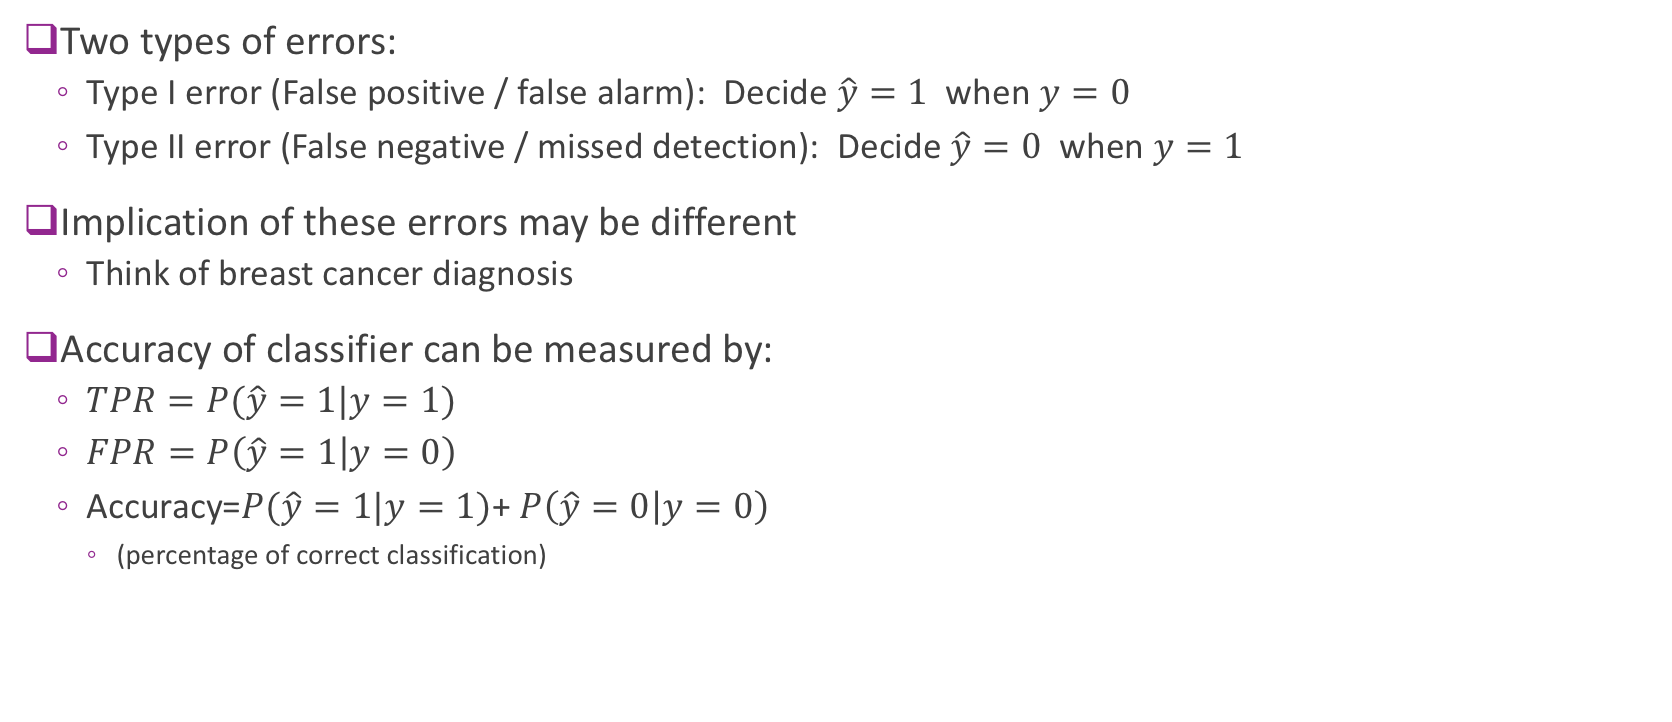 ❑Two types of errors:
◦ Type I error (False positive / false alarm): Decide ŷ = 1 when y = 0
◦ Type II error (False negative / missed detection): Decide ŷ = 0 when y = 1
❑Implication of these errors may be different
◦ Think of breast cancer diagnosis
❑Accuracy of classifier can be measured by:
◦ TPR = P(ŷ = 1|y = 1)
◦ FPR = P(ŷ = 1|y = 0)
◦ Accuracy=P(ŷ = 1|y = 1)+ P(ŷ = 0|y = 0)
◦ (percentage of correct classification)